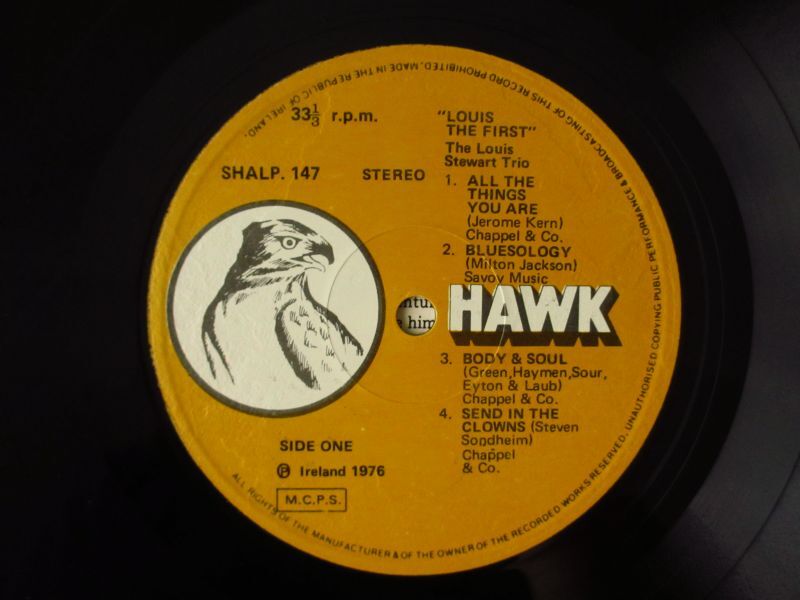 33⅓ r.p.m.
SHALP. 147 STEREO
"LOUIS
THE FIRST"
The Louis
Stewart Trio
1. ALL THE
THINGS
YOU ARE
(Jerome Kern)
Chappel & Co.
2. BLUESOLOGY
(Milton Jackson)
Savoy Music
HAWK
3. BODY & SOUL
(Green,Haymen,Sour,
Eyton & Laub)
Chappel & Co.
4. SEND IN THE
CLOWNS (Steven
Sondheim)
Chappel
& Co.
SIDE ONE
Ⓟ Ireland 1976
M.C.P.S.
ALL RIGHTS OF THE MANUFACTURER & OF THE OWNER OF THE RECORDED WORKS RESERVED. UNAUTHORISED COPYING PUBLIC PERFORMANCE & BROADCASTING OF THIS RECORD PROHIBITED. MADE IN THE REPUBLIC OF IRELAND.
him